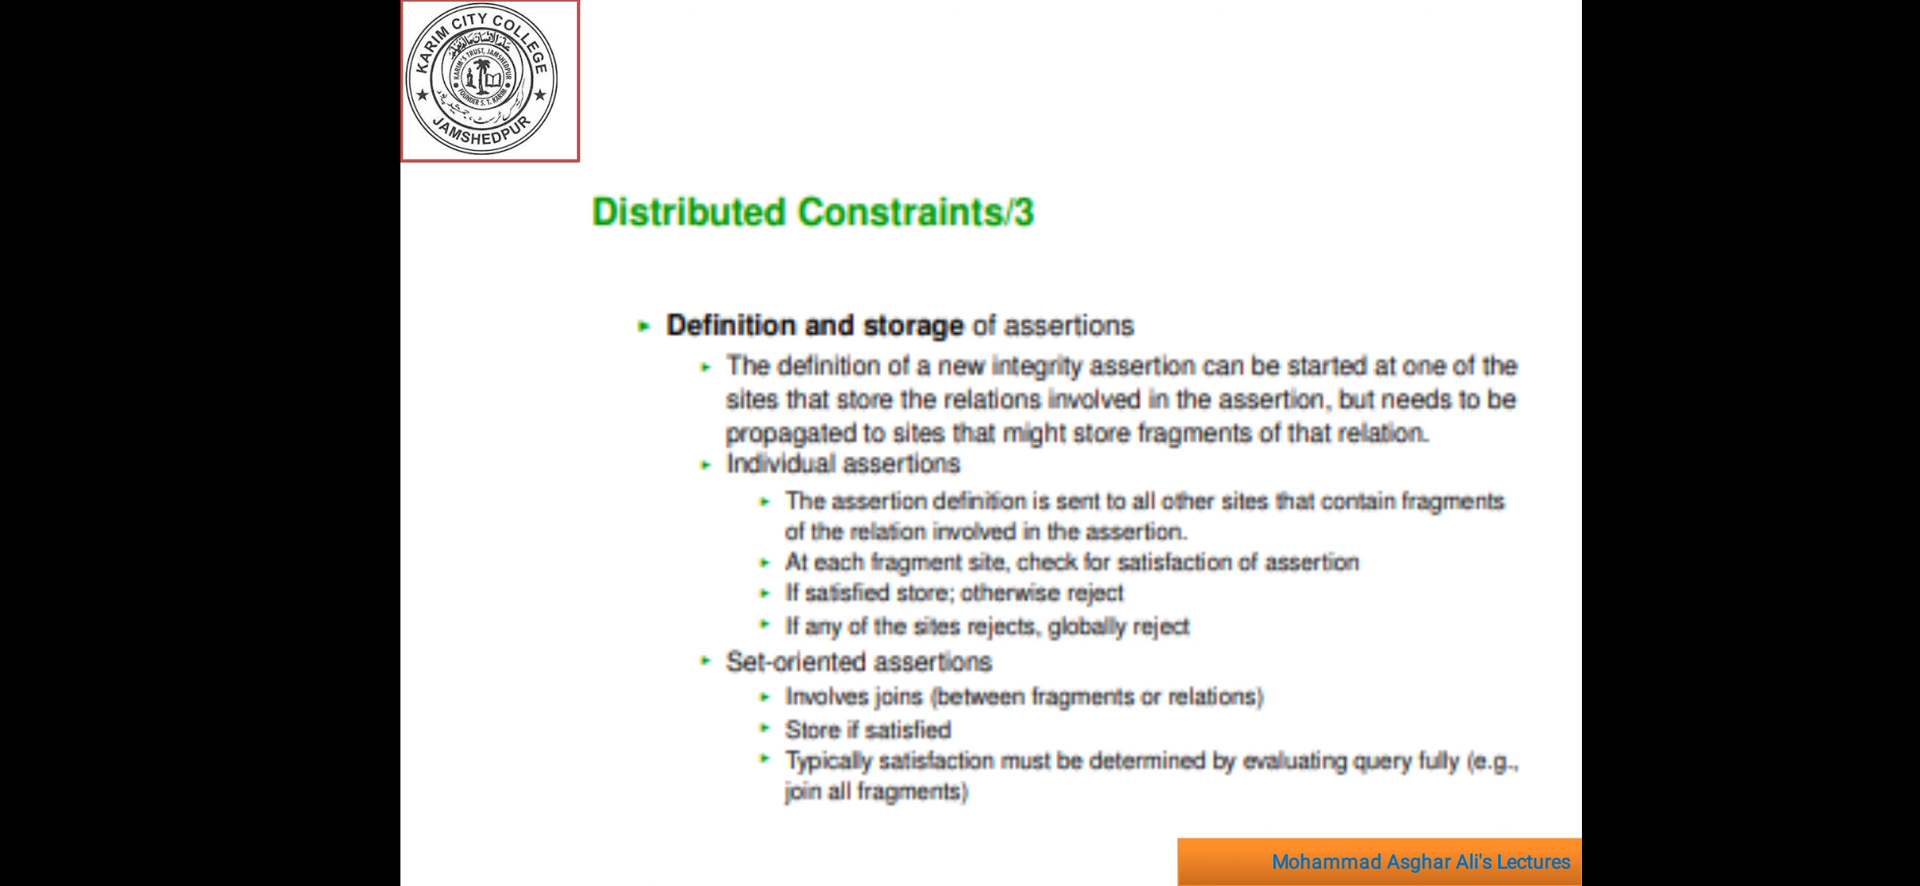 KARIM CITY COLLEGE
KARIM'S TRUST, JAMSHEDPUR
FOUNDER S. T. KARIM
JAMSHEDPUR
Distributed Constraints/3
Definition and storage of assertions
The definition of a new integrity assertion can be started at one of the
sites that store the relations involved in the assertion, but needs to be
propagated to sites that might store fragments of that relation.
Individual assertions
The assertion definition is sent to all other sites that contain fragments
of the relation involved in the assertion.
At each fragment site, check for satisfaction of assertion
If satisfied store; otherwise reject
If any of the sites rejects, globally reject
Set-oriented assertions
Involves joins (between fragments or relations)
Store if satisfied
Typically satisfaction must be determined by evaluating query fully (e.g.,
join all fragments)
Mohammad Asghar Ali's Lectures